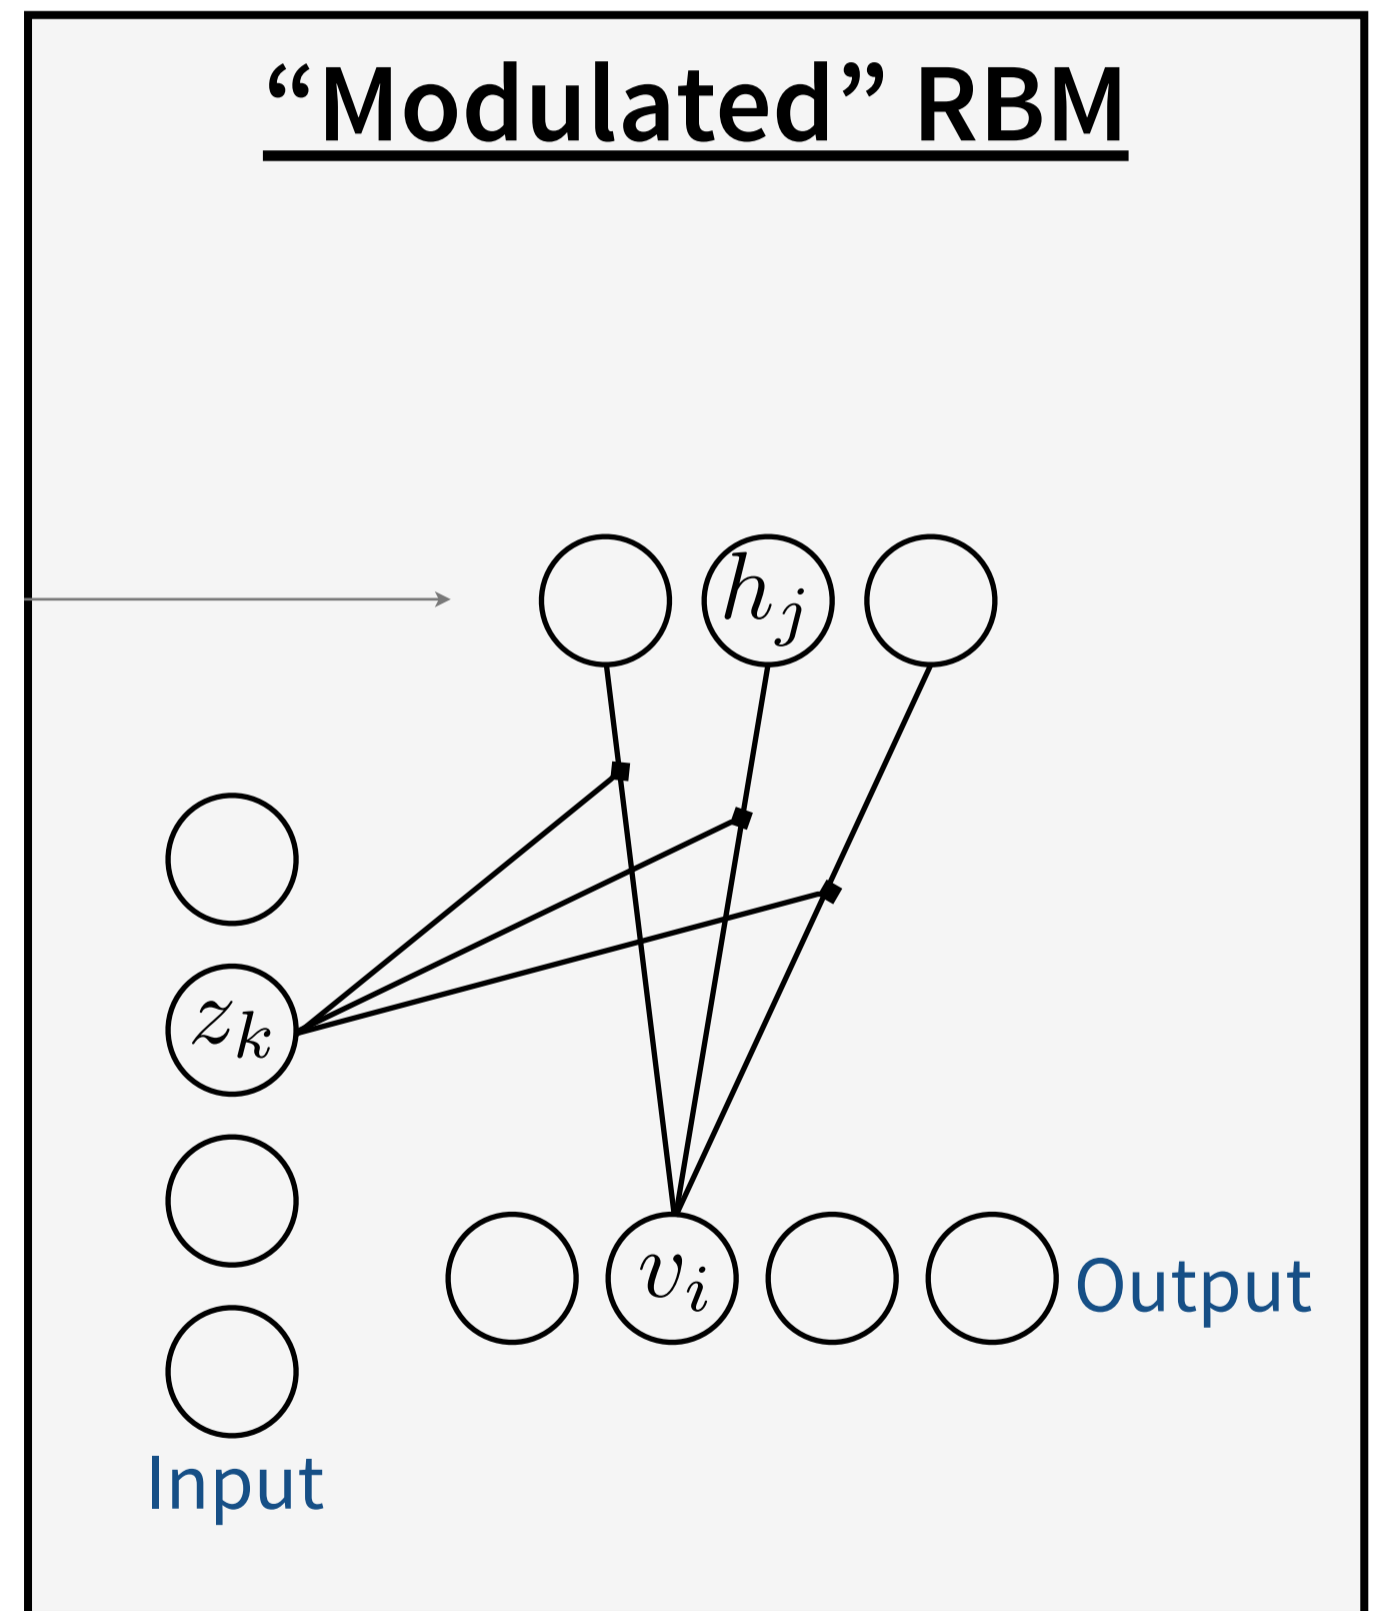 “Modulated” RBM
h_j
z_k
v_i
Output
Input